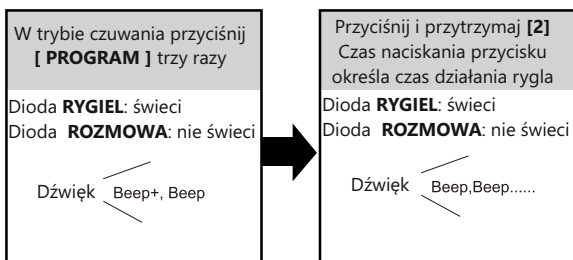 W trybie czuwania przyciśnij
[ PROGRAM ] trzy razy
Dioda RYGIEL: świeci
Dioda ROZMOWA: nie świeci
Dźwięk Beep+, Beep
Przyciśnij i przytrzymaj [2]
Czas naciskania przycisku
określa czas działania rygla
Dioda RYGIEL: świeci
Dioda ROZMOWA: nie świeci
Dźwięk Beep,Beep......